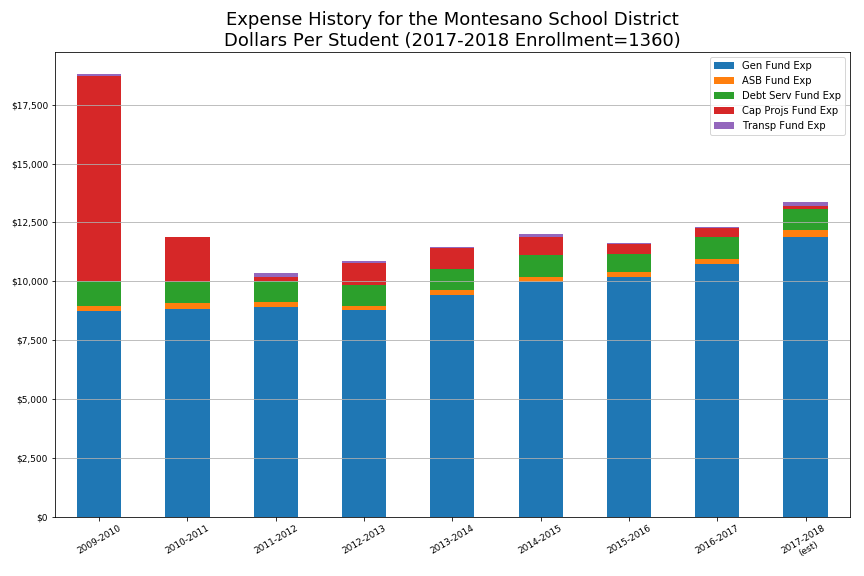 Expense History for the Montesano School District
Dollars Per Student (2017-2018 Enrollment=1360)
Gen Fund Exp
ASB Fund Exp
Debt Serv Fund Exp
Cap Projs Fund Exp
Transp Fund Exp
$17,500
$15,000
$12,500
$10,000
$7,500
$5,000
$2,500
$0
2009-2010
2010-2011
2011-2012
2012-2013
2013-2014
2014-2015
2015-2016
2016-2017
2017-2018
(est)